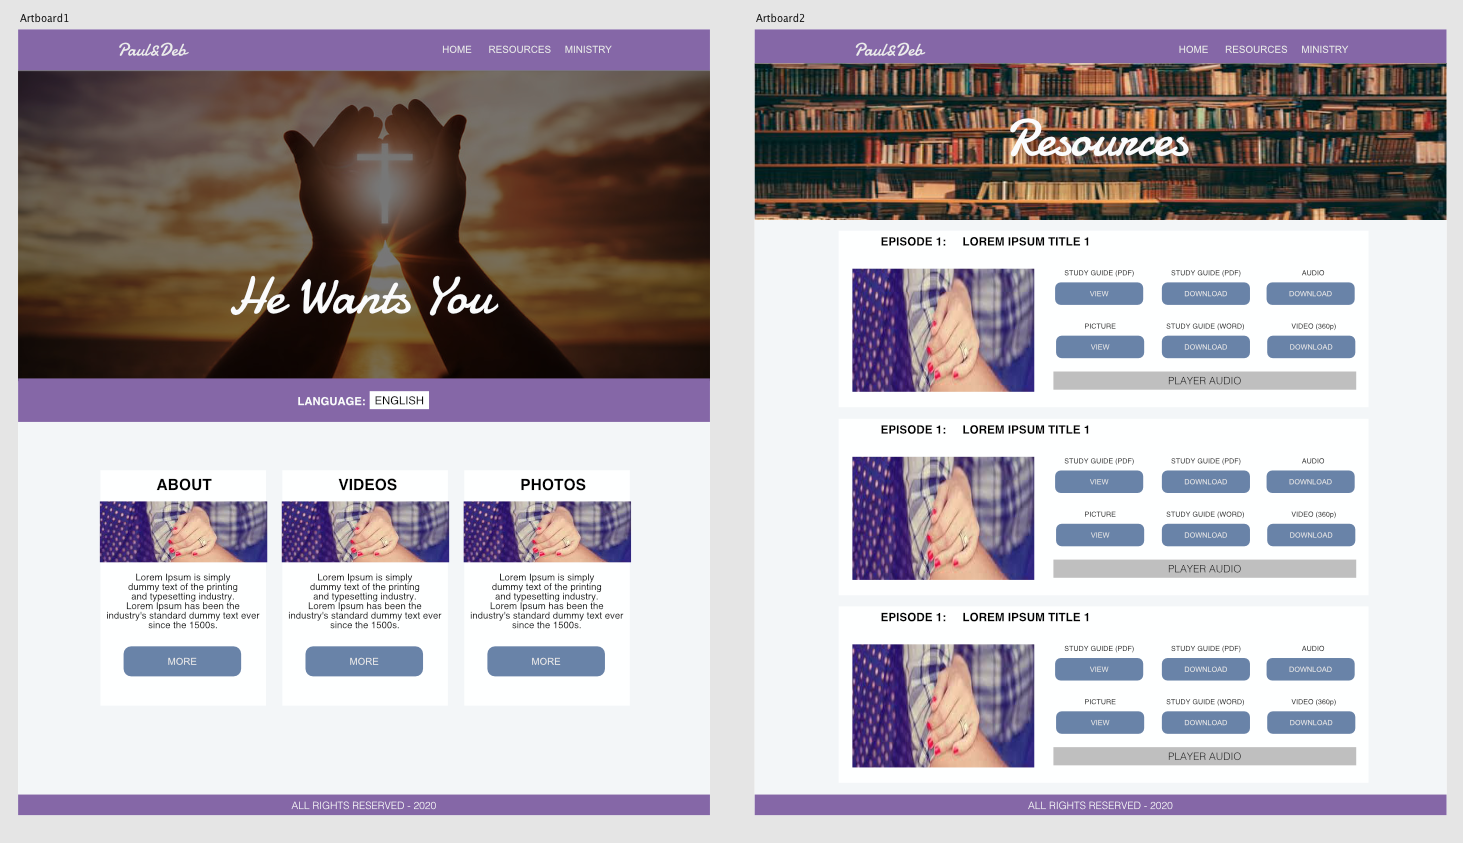 Artboard1
Paul&Deb
HOME RESOURCES MINISTRY
He Wants You
LANGUAGE: ENGLISH
ABOUT
Lorem Ipsum is simply
dummy text of the printing
and typesetting industry.
Lorem Ipsum has been the
industry's standard dummy text ever
since the 1500s.
MORE
VIDEOS
Lorem Ipsum is simply
dummy text of the printing
and typesetting industry.
Lorem Ipsum has been the
industry's standard dummy text ever
since the 1500s.
MORE
PHOTOS
Lorem Ipsum is simply
dummy text of the printing
and typesetting industry.
Lorem Ipsum has been the
industry's standard dummy text ever
since the 1500s.
MORE
ALL RIGHTS RESERVED - 2020
Artboard2
Paul&Deb
HOME RESOURCES MINISTRY
Resources
EPISODE 1: LOREM IPSUM TITLE 1
STUDY GUIDE (PDF) STUDY GUIDE (PDF) AUDIO
VIEW DOWNLOAD DOWNLOAD
PICTURE STUDY GUIDE (WORD) VIDEO (360p)
VIEW DOWNLOAD DOWNLOAD
PLAYER AUDIO
EPISODE 1: LOREM IPSUM TITLE 1
STUDY GUIDE (PDF) STUDY GUIDE (PDF) AUDIO
VIEW DOWNLOAD DOWNLOAD
PICTURE STUDY GUIDE (WORD) VIDEO (360p)
VIEW DOWNLOAD DOWNLOAD
PLAYER AUDIO
EPISODE 1: LOREM IPSUM TITLE 1
STUDY GUIDE (PDF) STUDY GUIDE (PDF) AUDIO
VIEW DOWNLOAD DOWNLOAD
PICTURE STUDY GUIDE (WORD) VIDEO (360p)
VIEW DOWNLOAD DOWNLOAD
PLAYER AUDIO
ALL RIGHTS RESERVED - 2020